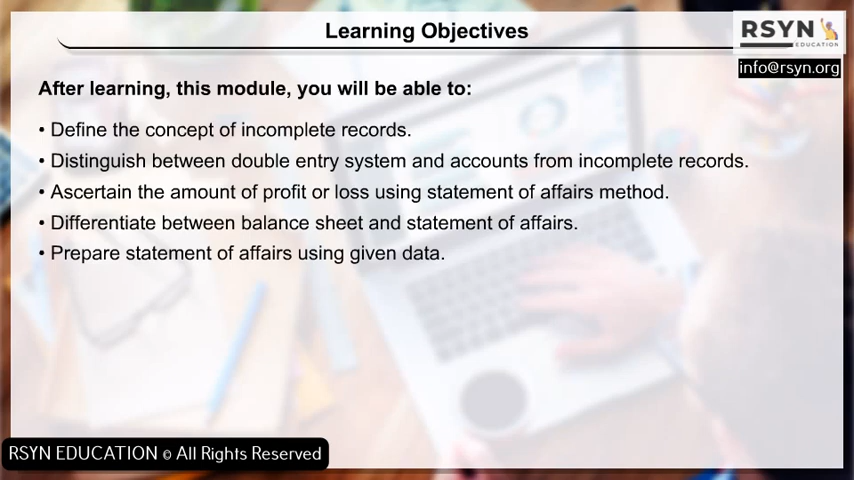 Learning Objectives
RSYN
EDUCATION
info@rsyn.org
After learning, this module, you will be able to:
• Define the concept of incomplete records.
• Distinguish between double entry system and accounts from incomplete records.
• Ascertain the amount of profit or loss using statement of affairs method.
• Differentiate between balance sheet and statement of affairs.
• Prepare statement of affairs using given data.
RSYN EDUCATION © All Rights Reserved